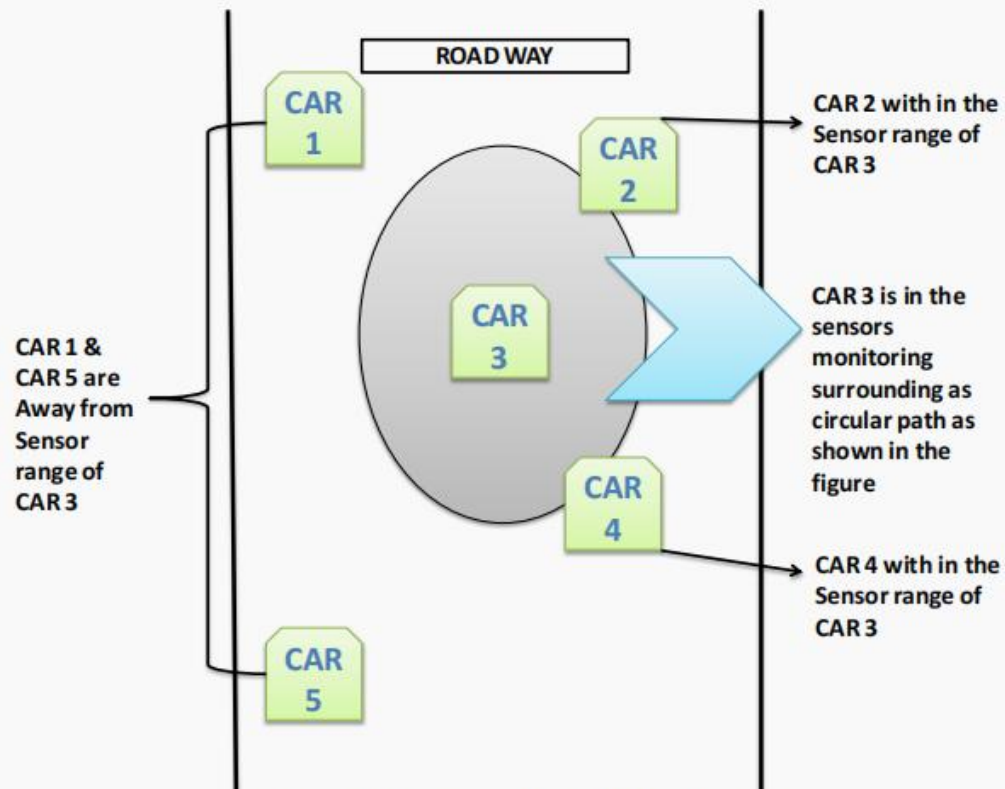 ROAD WAY
CAR
1
CAR
2
CAR 2 with in the
Sensor range of
CAR 3
CAR
3
CAR 3 is in the
sensors
monitoring
surrounding as
circular path as
shown in the
figure
CAR 1 &
CAR 5 are
Away from
Sensor
range of
CAR 3
CAR
4
CAR 4 with in the
Sensor range of
CAR 3
CAR
5